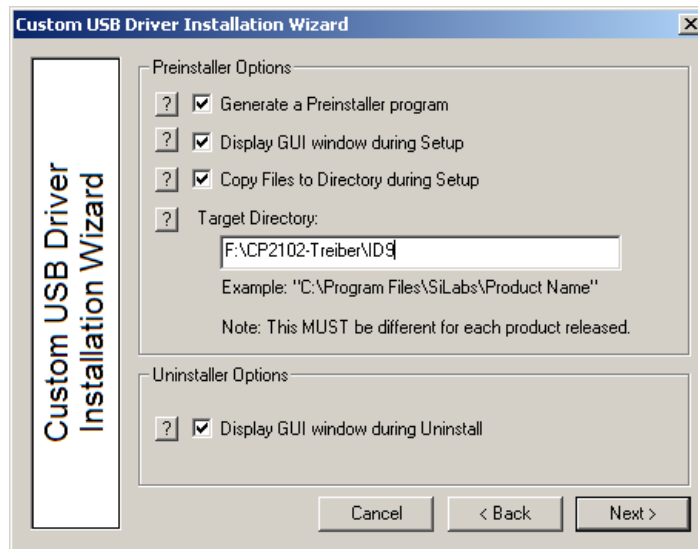 Custom USB Driver Installation Wizard
Custom USB Driver
Installation Wizard
Preinstaller Options
? Generate a Preinstaller program
? Display GUI window during Setup
? Copy Files to Directory during Setup
? Target Directory:
F:\CP2102-Treiber\IDS
Example: "C:\Program Files\SiLabs\Product Name"
Note: This MUST be different for each product released.
Uninstaller Options
? Display GUI window during Uninstall
Cancel
< Back
Next >